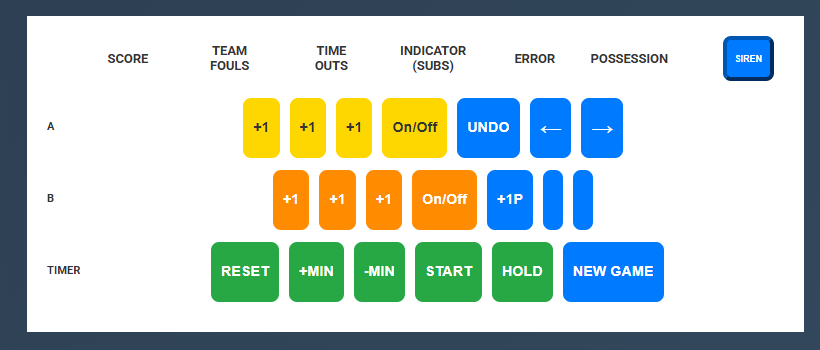 SCORE TEAM FOULS TIME OUTS INDICATOR (SUBS) ERROR POSSESSION SIREN
A +1 +1 +1 On/Off UNDO ← →
B +1 +1 +1 On/Off +1P
TIMER RESET +MIN -MIN START HOLD NEW GAME